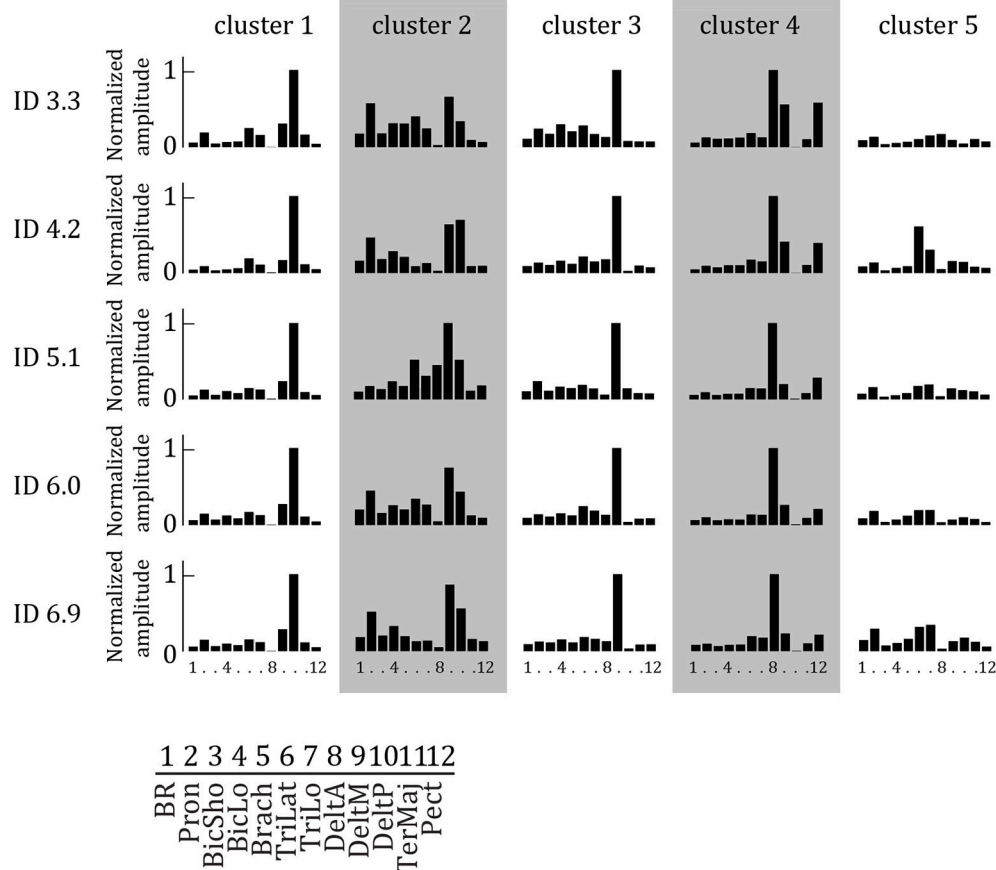 cluster 1 cluster 2 cluster 3 cluster 4 cluster 5
ID 3.3
Normalized
amplitude
1
0
ID 4.2
Normalized
amplitude
1
0
ID 5.1
Normalized
amplitude
1
0
ID 6.0
Normalized
amplitude
1
0
ID 6.9
Normalized
amplitude
1
0
1 . . 4 . . . 8 . . .12 1 . . 4 . . . 8 . . .12 1 . . 4 . . . 8 . . .12 1 . . 4 . . . 8 . . .12 1 . . 4 . . . 8 . . .12
1 2 3 4 5 6 7 8 9 10 11 12
BR
Pron
BicSho
BicLo
Brach
TriLat
TriLo
DeltA
DeltM
DeltP
TerMaj
Pect